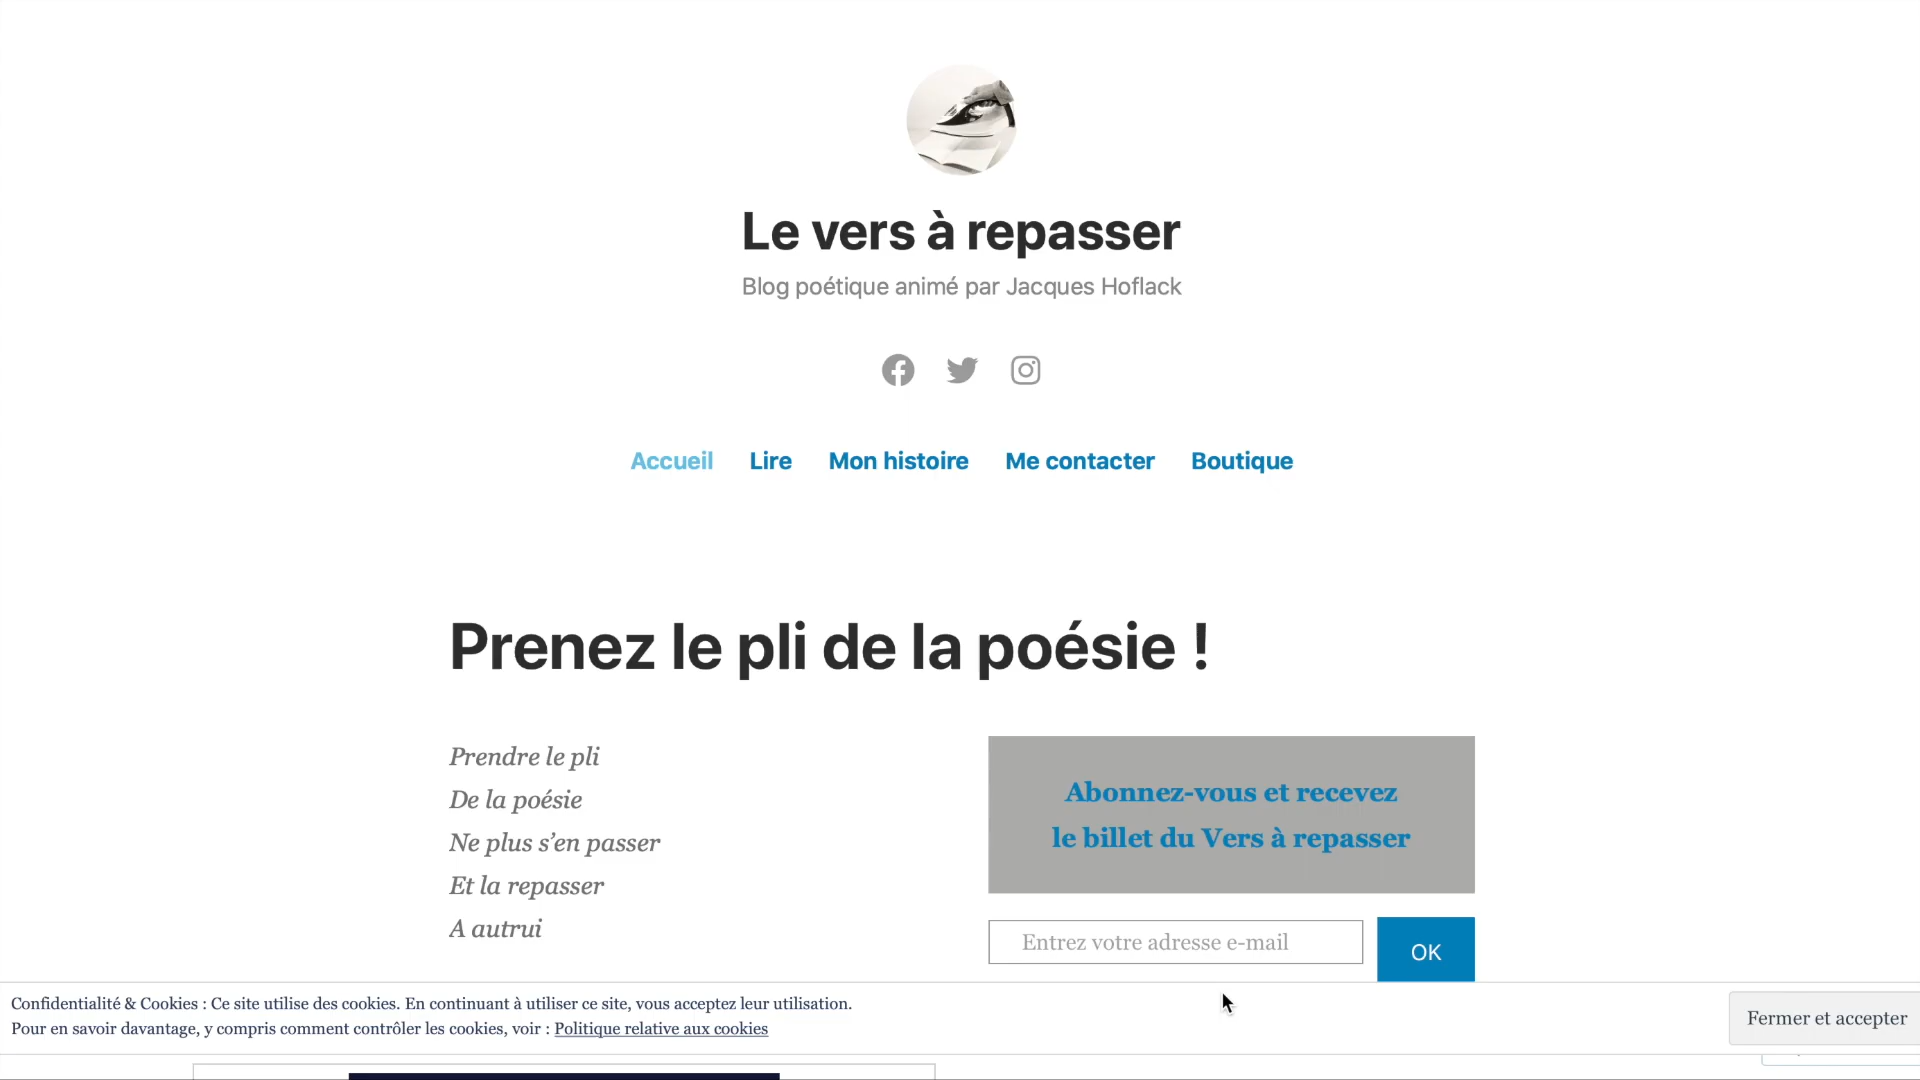 Le vers à repasser
Blog poétique animé par Jacques Hoflack
Accueil Lire Mon histoire Me contacter Boutique
Prenez le pli de la poésie !
Prendre le pli
De la poésie
Ne plus s’en passer
Et la repasser
A autrui
Abonnez-vous et recevez
le billet du Vers à repasser
Entrez votre adresse e-mail
OK
Confidentialité & Cookies : Ce site utilise des cookies. En continuant à utiliser ce site, vous acceptez leur utilisation.
Pour en savoir davantage, y compris comment contrôler les cookies, voir : Politique relative aux cookies
Fermer et accepter